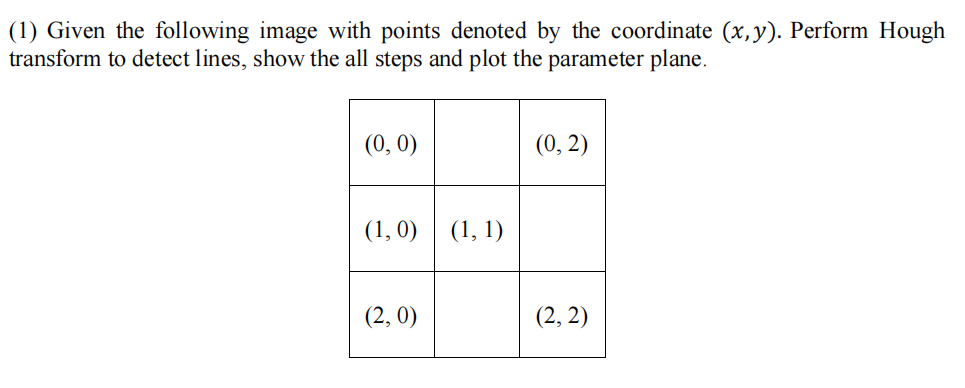 (1) Given the following image with points denoted by the coordinate (x,y). Perform Hough
transform to detect lines, show the all steps and plot the parameter plane.
(0, 0) (0, 2)
(1, 0) (1, 1)
(2, 0) (2, 2)